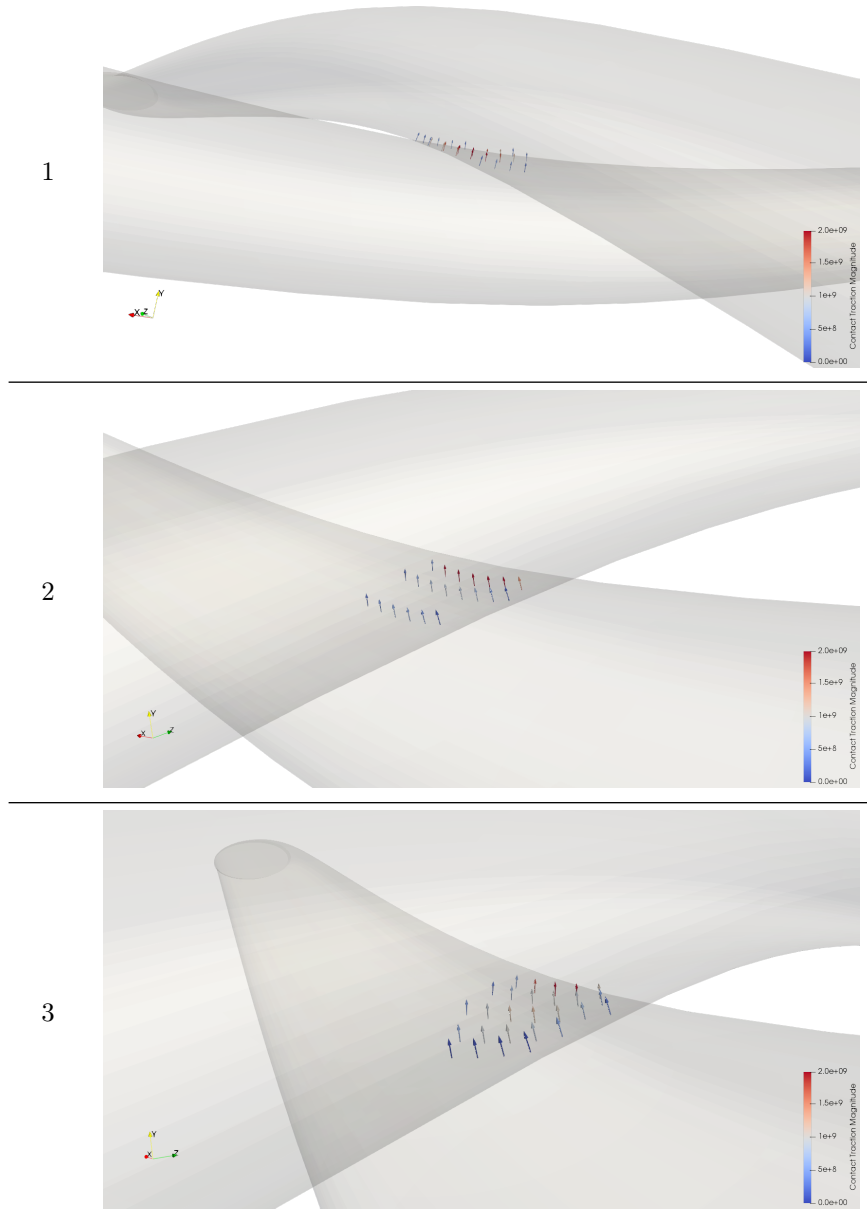 1
Y
X Z
2.0e+09
1.5e+9
1e+9
5e+8
0.0e+00
Contact Traction Magnitude
2
Y
X Z
2.0e+09
1.5e+9
1e+9
5e+8
0.0e+00
Contact Traction Magnitude
3
Y
X Z
2.0e+09
1.5e+9
1e+9
5e+8
0.0e+00
Contact Traction Magnitude